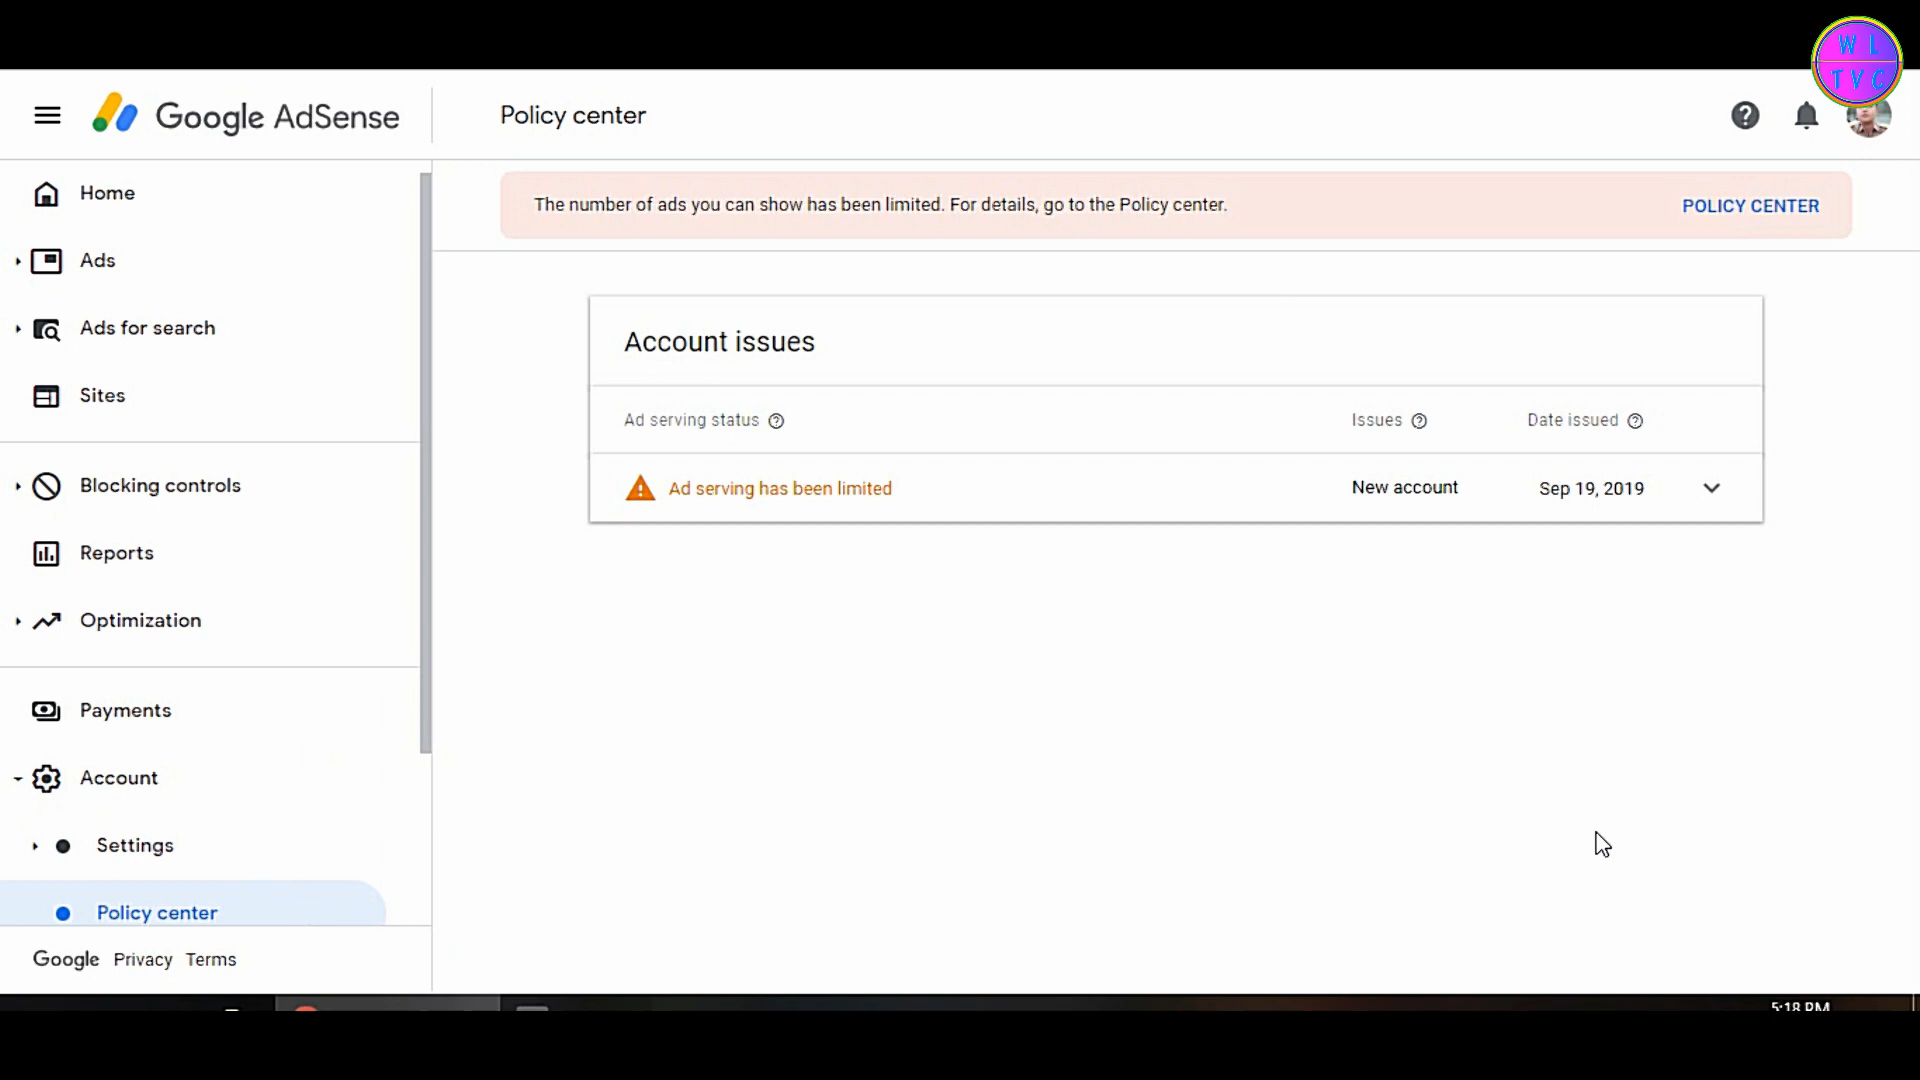 W L
T V C
Google AdSense
Policy center
Home
Ads
Ads for search
Sites
Blocking controls
Reports
Optimization
Payments
Account
Settings
Policy center
Google Privacy Terms
The number of ads you can show has been limited. For details, go to the Policy center.
POLICY CENTER
Account issues
Ad serving status Issues Date issued
Ad serving has been limited New account Sep 19, 2019
5:18 PM